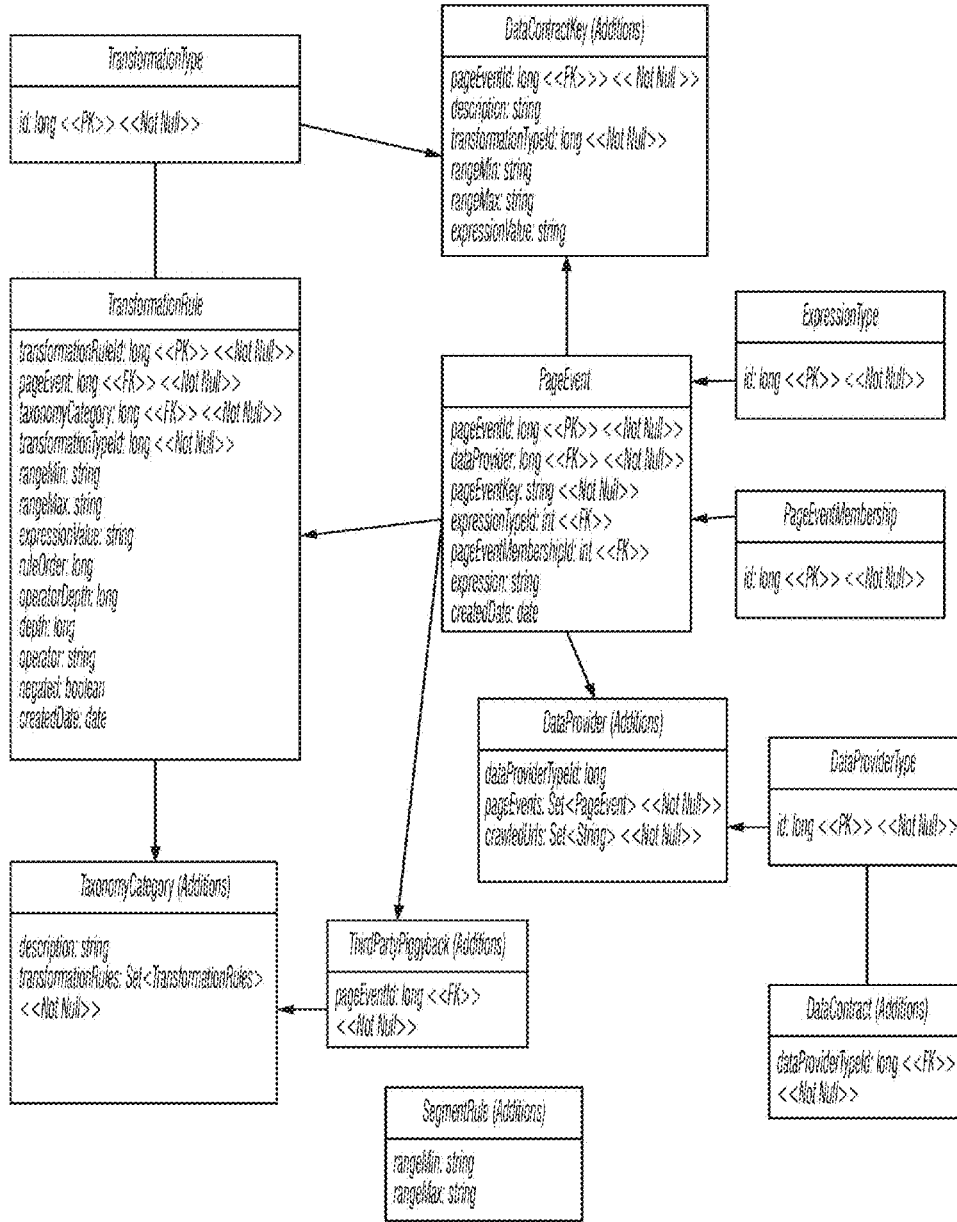 TransformationType
id: long <<PK>> <<Not Null>>
DataContractKey (Additions)
pageEventId: long <<FK>>> << Not Null >>
description: string
transformationTypeId: long <<Not Null>>
rangeMin: string
rangeMax: string
expressionValue: string
TransformationRule
transformationRuleId: long <<PK>> <<Not Null>>
pageEvent: long <<FK>> <<Not Null>>
taxonomyCategory: long <<FK>> <<Not Null>>
transformationTypeId: long <<Not Null>>
rangeMin: string
rangeMax: string
expressionValue: string
ruleOrder: long
operatorDepth: long
depth: long
operator: string
negated: boolean
createdDate: date
PageEvent
pageEventId: long <<PK>> <<Not Null>>
dataProvider: long <<FK>> <<Not Null>>
pageEventKey: string <<Not Null>>
expressionTypeId: int <<FK>>
pageEventMembershipId: int <<FK>>
expression: string
createdDate: date
ExpressionType
id: long <<PK>> <<Not Null>>
PageEventMembership
id: long <<PK>> <<Not Null>>
DataProvider (Additions)
dataProviderTypeId: long
pageEvents: Set<PageEvent> <<Not Null>>
crawledUrls: Set<String> <<Not Null>>
DataProviderType
id: long <<PK>> <<Not Null>>
TaxonomyCategory (Additions)
description: string
transformationRules: Set<TransformationRules>
<<Not Null>>
ThirdPartyPiggyback (Additions)
pageEventId: long <<FK>>
<<Not Null>>
DataContract (Additions)
dataProviderTypeId: long <<FK>>
<<Not Null>>
SegmentRule (Additions)
rangeMin: string
rangeMax: string